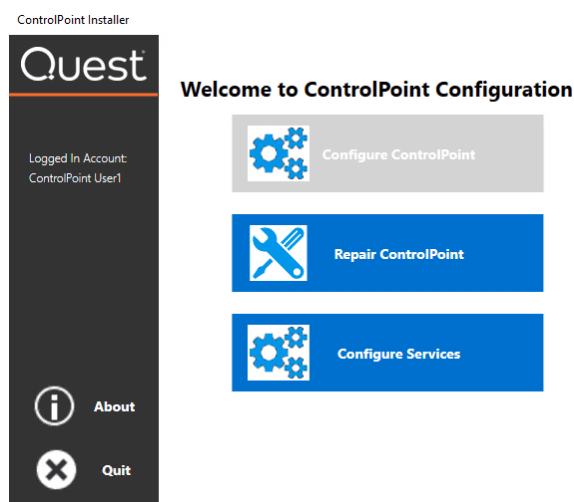 ControlPoint Installer
Quest
Welcome to ControlPoint Configuration
Logged In Account:
ControlPoint User1
Configure ControlPoint
Repair ControlPoint
Configure Services
About
Quit